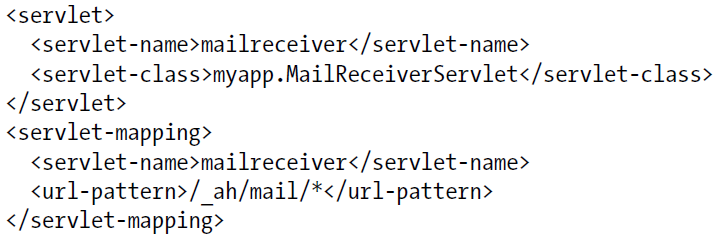 <servlet>
  <servlet-name>mailreceiver</servlet-name>
  <servlet-class>myapp.MailReceiverServlet</servlet-class>
</servlet>
<servlet-mapping>
  <servlet-name>mailreceiver</servlet-name>
  <url-pattern>/_ah/mail/*</url-pattern>
</servlet-mapping>